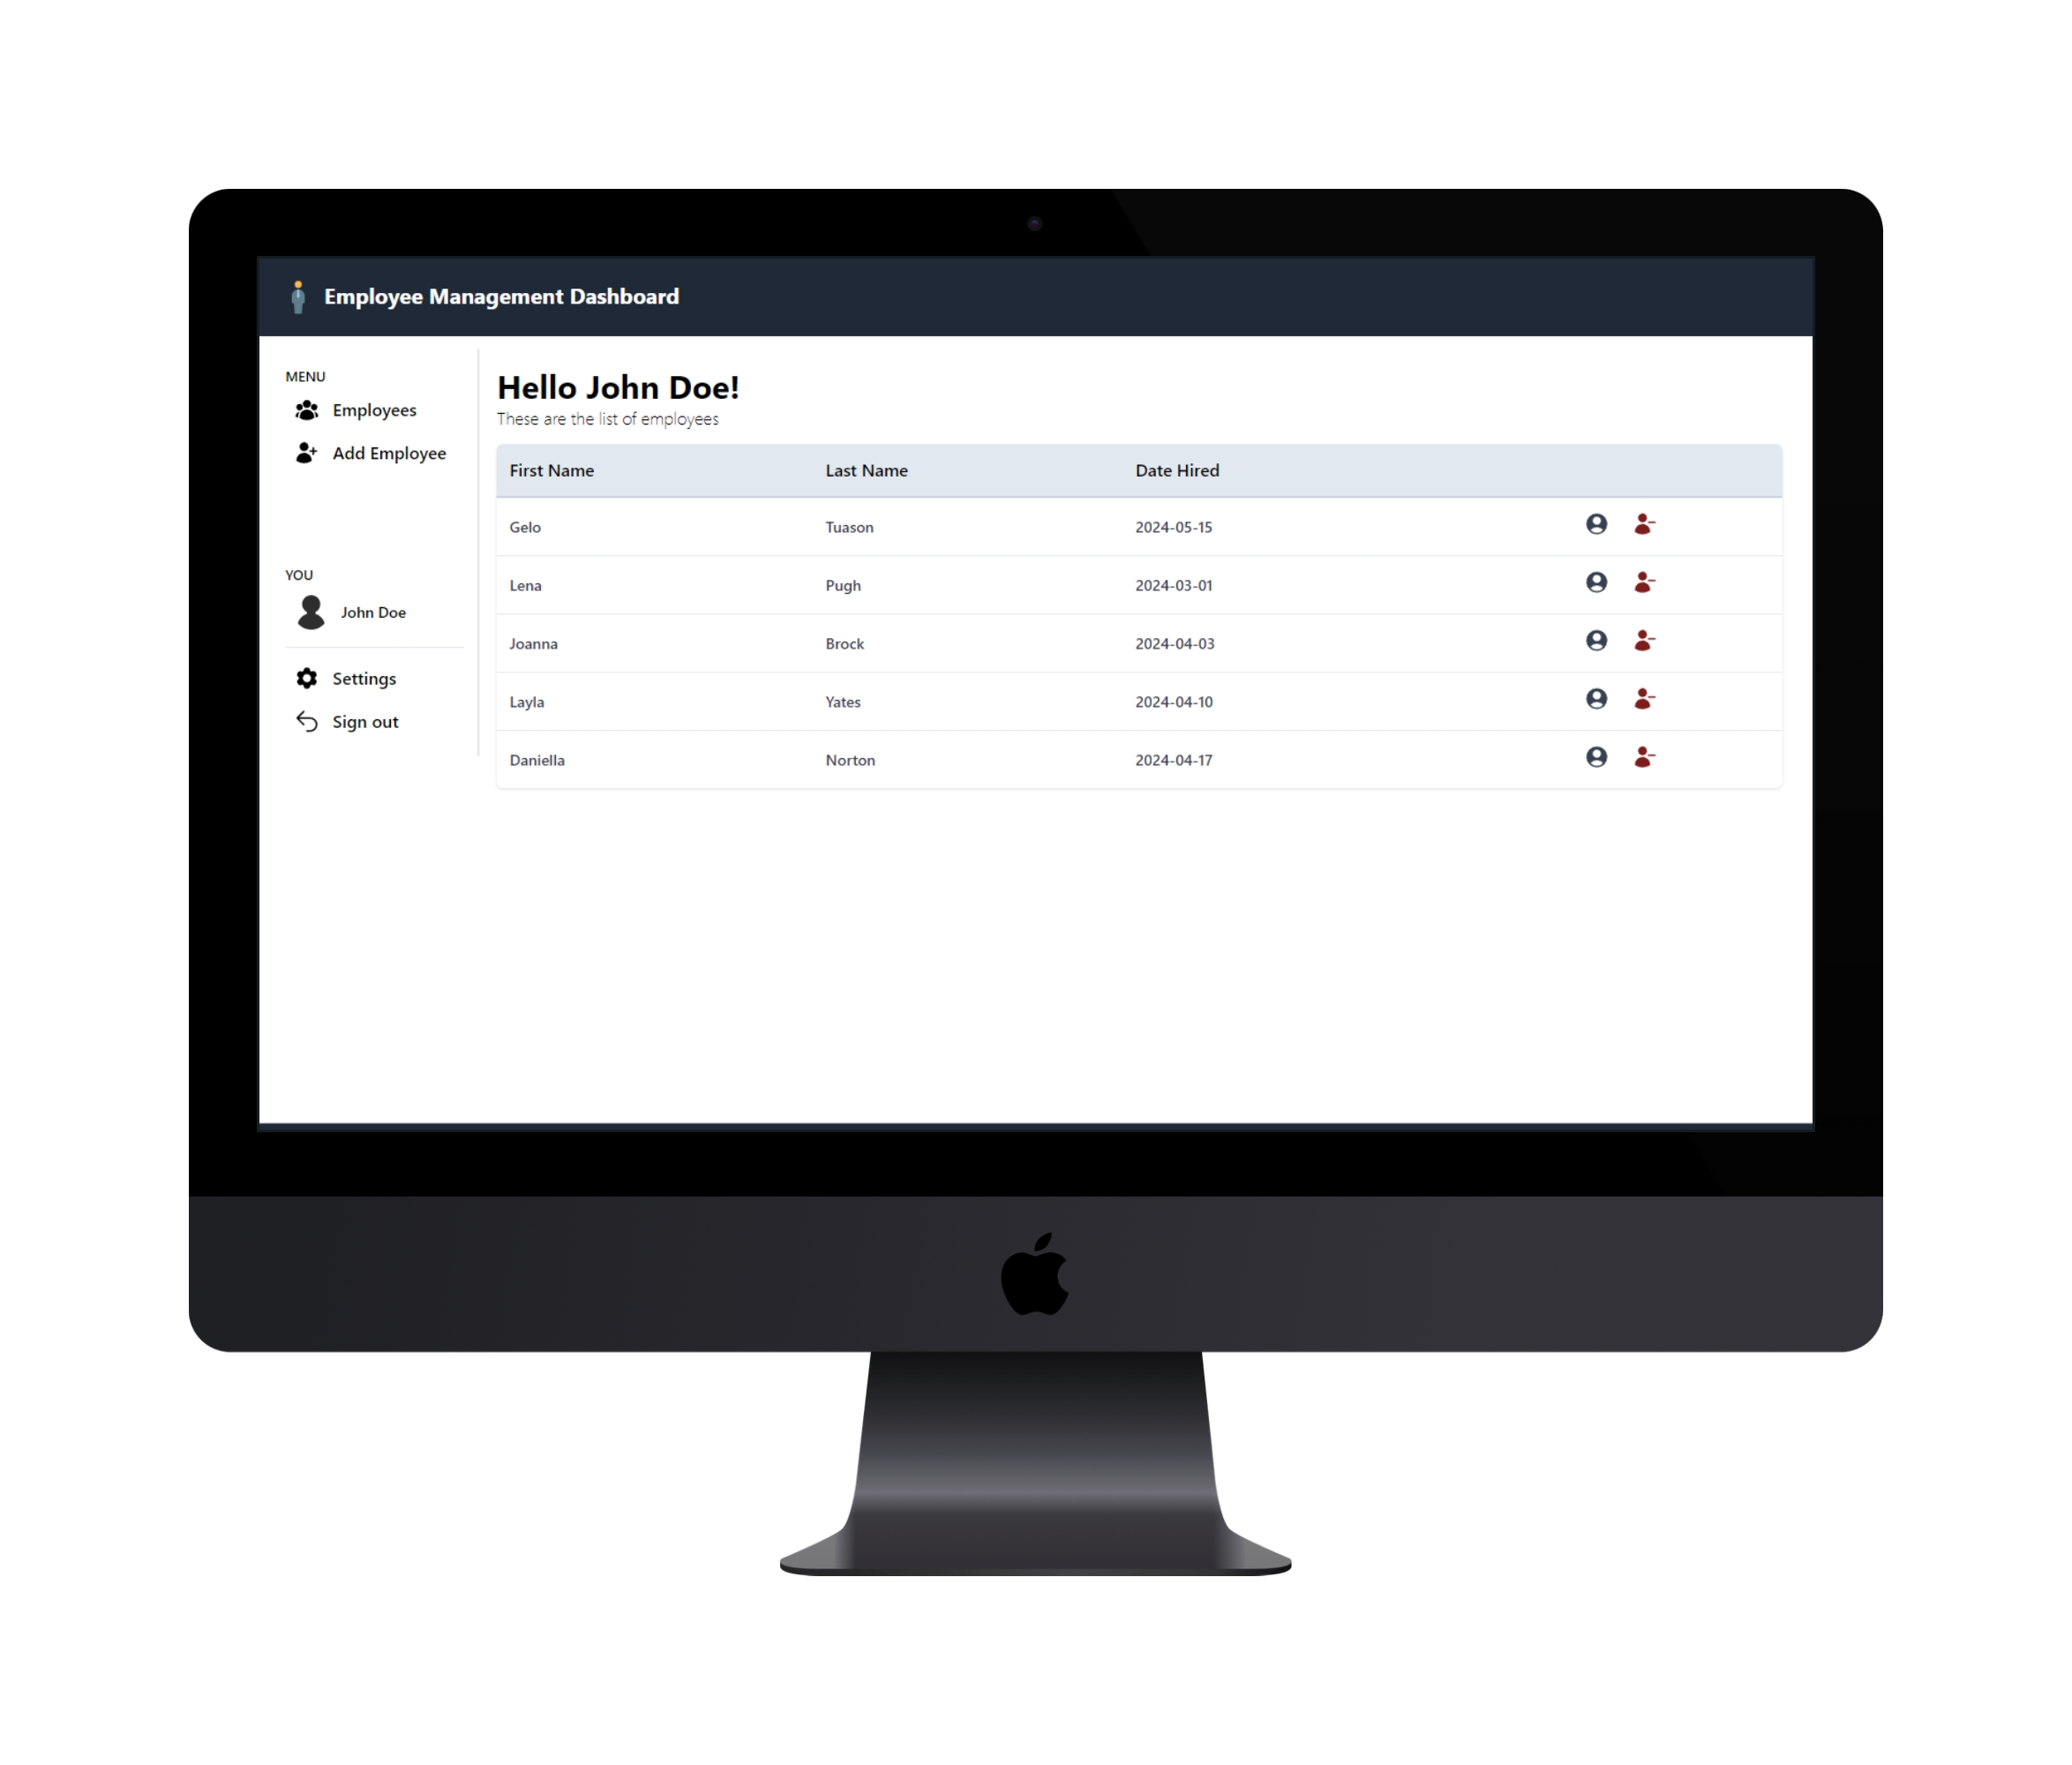 Employee Management Dashboard
MENU
Employees
Add Employee
YOU
John Doe
Settings
Sign out
Hello John Doe!
These are the list of employees
First Name Last Name Date Hired
Gelo Tuason 2024-05-15
Lena Pugh 2024-03-01
Joanna Brock 2024-04-03
Layla Yates 2024-04-10
Daniella Norton 2024-04-17